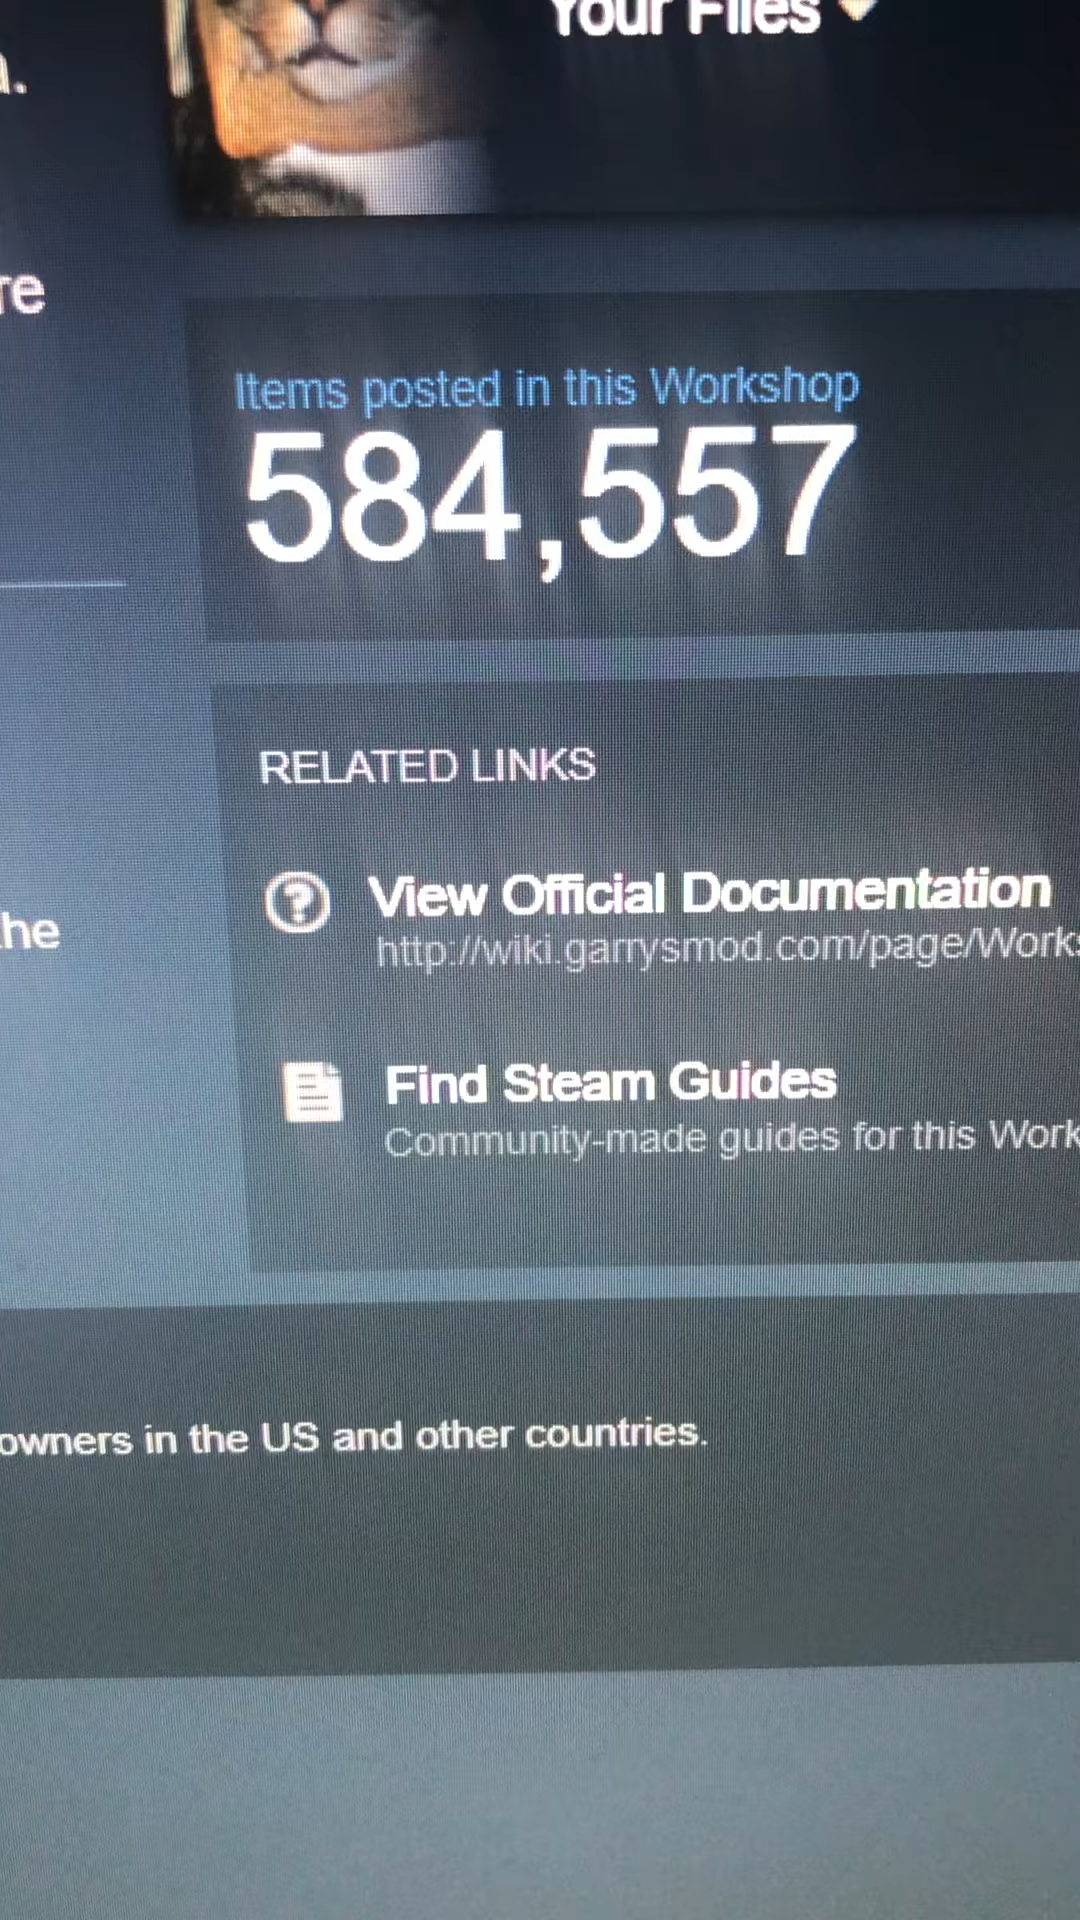 Your Files
re
Items posted in this Workshop
584,557
RELATED LINKS
View Official Documentation
http://wiki.garrysmod.com/page/Works
he
Find Steam Guides
Community-made guides for this Work
owners in the US and other countries.